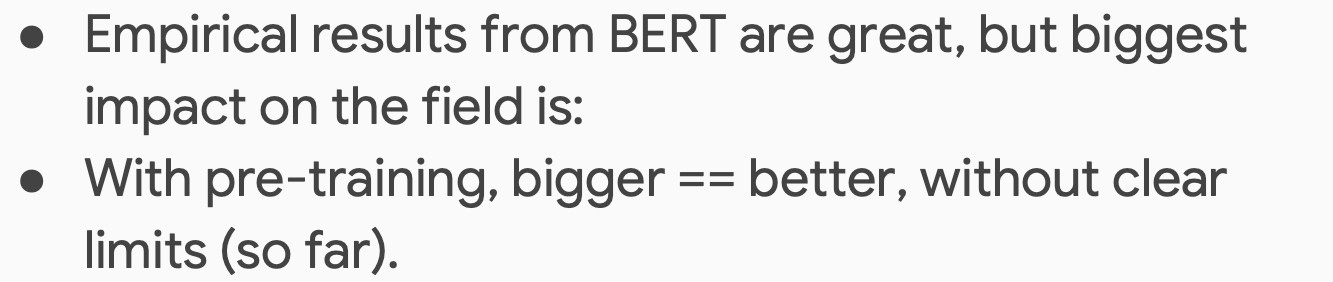 ● Empirical results from BERT are great, but biggest
impact on the field is:
● With pre-training, bigger == better, without clear
limits (so far).